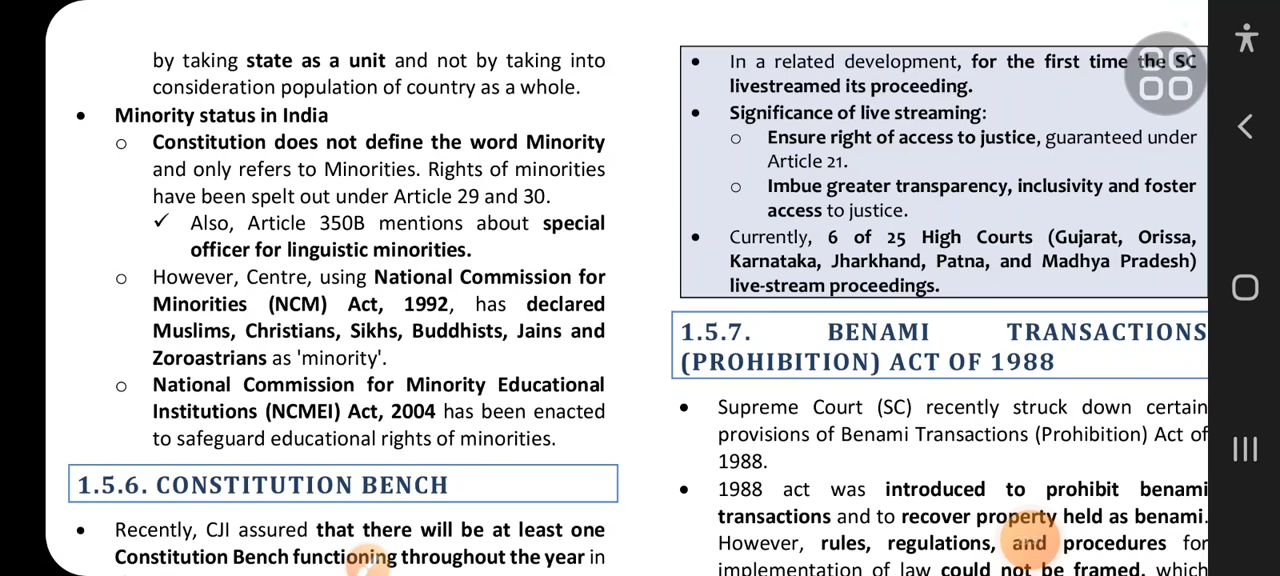 by taking state as a unit and not by taking into
consideration population of country as a whole.
• Minority status in India
o Constitution does not define the word Minority
and only refers to Minorities. Rights of minorities
have been spelt out under Article 29 and 30.
✓ Also, Article 350B mentions about special
officer for linguistic minorities.
o However, Centre, using National Commission for
Minorities (NCM) Act, 1992, has declared
Muslims, Christians, Sikhs, Buddhists, Jains and
Zoroastrians as 'minority'.
o National Commission for Minority Educational
Institutions (NCMEI) Act, 2004 has been enacted
to safeguard educational rights of minorities.
1.5.6. CONSTITUTION BENCH
• Recently, CJI assured that there will be at least one
Constitution Bench functioning throughout the year in
• In a related development, for the first time the SC
livestreamed its proceeding.
• Significance of live streaming:
o Ensure right of access to justice, guaranteed under
Article 21.
o Imbue greater transparency, inclusivity and foster
access to justice.
• Currently, 6 of 25 High Courts (Gujarat, Orissa,
Karnataka, Jharkhand, Patna, and Madhya Pradesh)
live-stream proceedings.
1.5.7. BENAMI TRANSACTIONS
(PROHIBITION) ACT OF 1988
• Supreme Court (SC) recently struck down certain
provisions of Benami Transactions (Prohibition) Act of
1988.
• 1988 act was introduced to prohibit benami
transactions and to recover property held as benami.
However, rules, regulations, and procedures for
implementation of law could not be framed, which